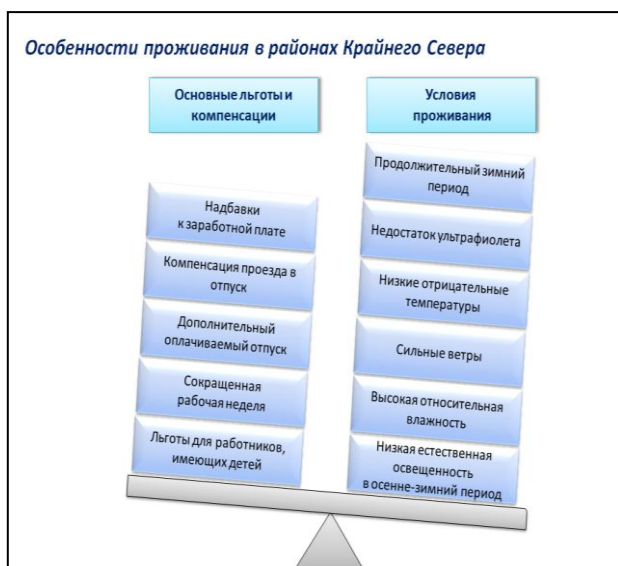 Особенности проживания в районах Крайнего Севера
Основные льготы и
компенсации
Надбавки
к заработной плате
Компенсация проезда в
отпуск
Дополнительный
оплачиваемый отпуск
Сокращенная
рабочая неделя
Льготы для работников,
имеющих детей
Условия
проживания
Продолжительный зимний
период
Недостаток ультрафиолета
Низкие отрицательные
температуры
Сильные ветры
Высокая относительная
влажность
Низкая естественная
освещенность
в осенне-зимний период